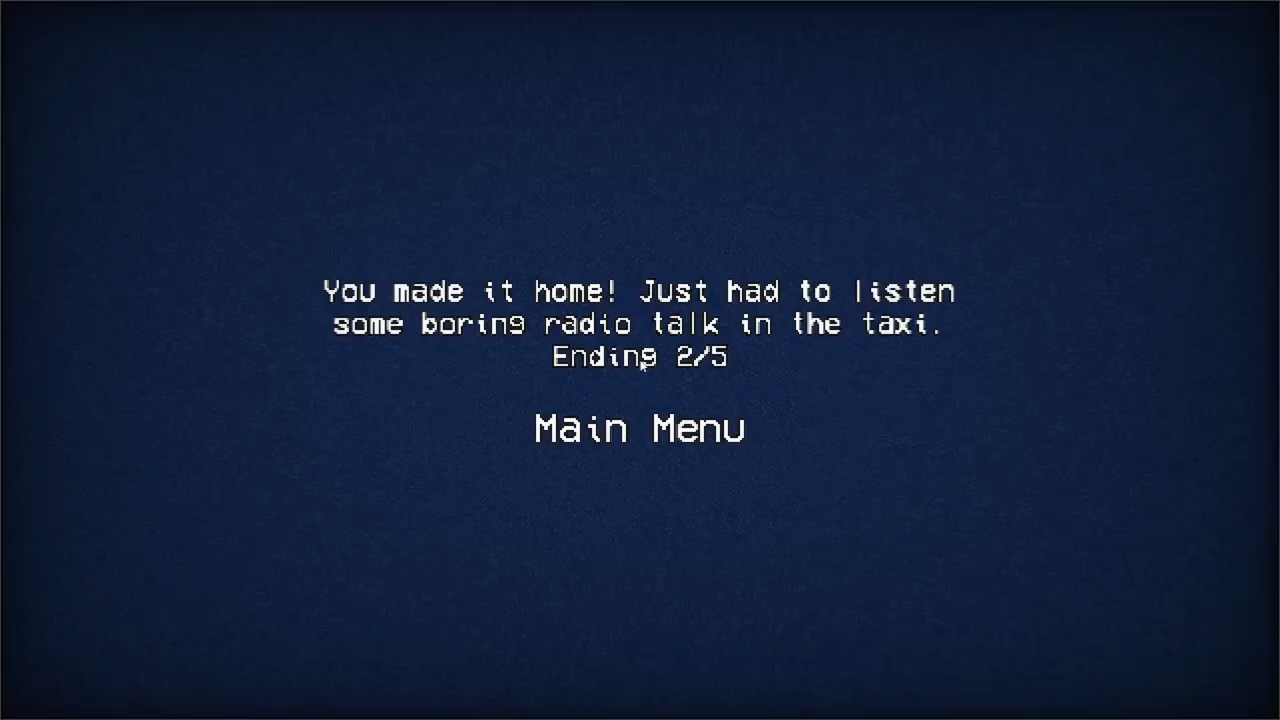 You made it home! Just had to listen
some boring radio talk in the taxi.
Ending 2/5
Main Menu